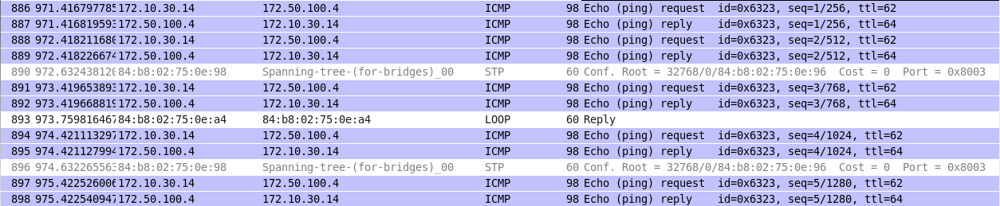 886 971.416797785 172.10.30.14 172.50.100.4 ICMP 98 Echo (ping) request id=0x6323, seq=1/256, ttl=62
887 971.416819593 172.50.100.4 172.10.30.14 ICMP 98 Echo (ping) reply id=0x6323, seq=1/256, ttl=64
888 972.418211680 172.10.30.14 172.50.100.4 ICMP 98 Echo (ping) request id=0x6323, seq=2/512, ttl=62
889 972.418226674 172.50.100.4 172.10.30.14 ICMP 98 Echo (ping) reply id=0x6323, seq=2/512, ttl=64
890 972.632438120 84:b8:02:75:0e:98 Spanning-tree-(for-bridges)_00 STP 60 Conf. Root = 32768/0/84:b8:02:75:0e:96 Cost = 0 Port = 0x8003
891 973.419653893 172.10.30.14 172.50.100.4 ICMP 98 Echo (ping) request id=0x6323, seq=3/768, ttl=62
892 973.419668819 172.50.100.4 172.10.30.14 ICMP 98 Echo (ping) reply id=0x6323, seq=3/768, ttl=64
893 973.759816467 84:b8:02:75:0e:a4 84:b8:02:75:0e:a4 LOOP 60 Reply
894 974.421113297 172.10.30.14 172.50.100.4 ICMP 98 Echo (ping) request id=0x6323, seq=4/1024, ttl=62
895 974.421127994 172.50.100.4 172.10.30.14 ICMP 98 Echo (ping) reply id=0x6323, seq=4/1024, ttl=64
896 974.632265563 84:b8:02:75:0e:98 Spanning-tree-(for-bridges)_00 STP 60 Conf. Root = 32768/0/84:b8:02:75:0e:96 Cost = 0 Port = 0x8003
897 975.422526006 172.10.30.14 172.50.100.4 ICMP 98 Echo (ping) request id=0x6323, seq=5/1280, ttl=62
898 975.422540947 172.50.100.4 172.10.30.14 ICMP 98 Echo (ping) reply id=0x6323, seq=5/1280, ttl=64